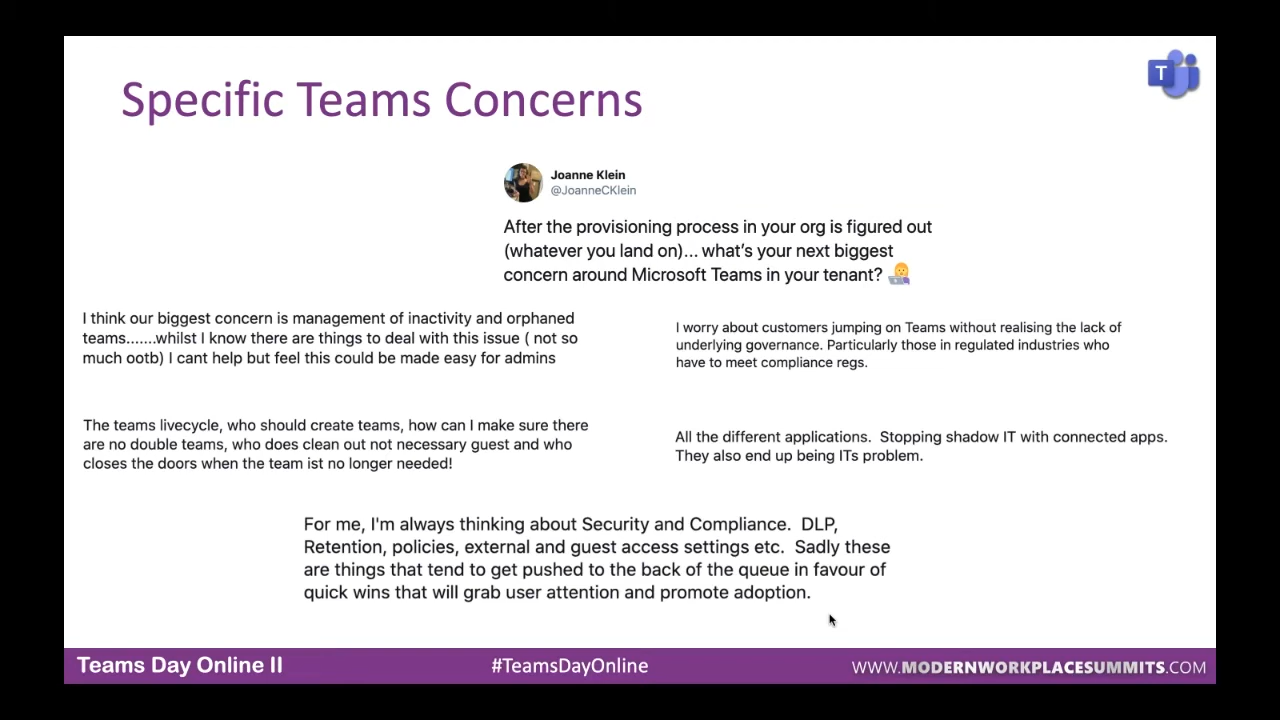 Specific Teams Concerns
T
Joanne Klein
@JoanneCKlein
After the provisioning process in your org is figured out
(whatever you land on)... what's your next biggest
concern around Microsoft Teams in your tenant?
I think our biggest concern is management of inactivity and orphaned
teams.......whilst I know there are things to deal with this issue ( not so
much ootb) I cant help but feel this could be made easy for admins
I worry about customers jumping on Teams without realising the lack of
underlying governance. Particularly those in regulated industries who
have to meet compliance regs.
The teams livecycle, who should create teams, how can I make sure there
are no double teams, who does clean out not necessary guest and who
closes the doors when the team ist no longer needed!
All the different applications.  Stopping shadow IT with connected apps.
They also end up being ITs problem.
For me, I'm always thinking about Security and Compliance.  DLP,
Retention, policies, external and guest access settings etc.  Sadly these
are things that tend to get pushed to the back of the queue in favour of
quick wins that will grab user attention and promote adoption.
Teams Day Online II
#TeamsDayOnline
WWW.MODERNWORKPLACESUMMITS.COM